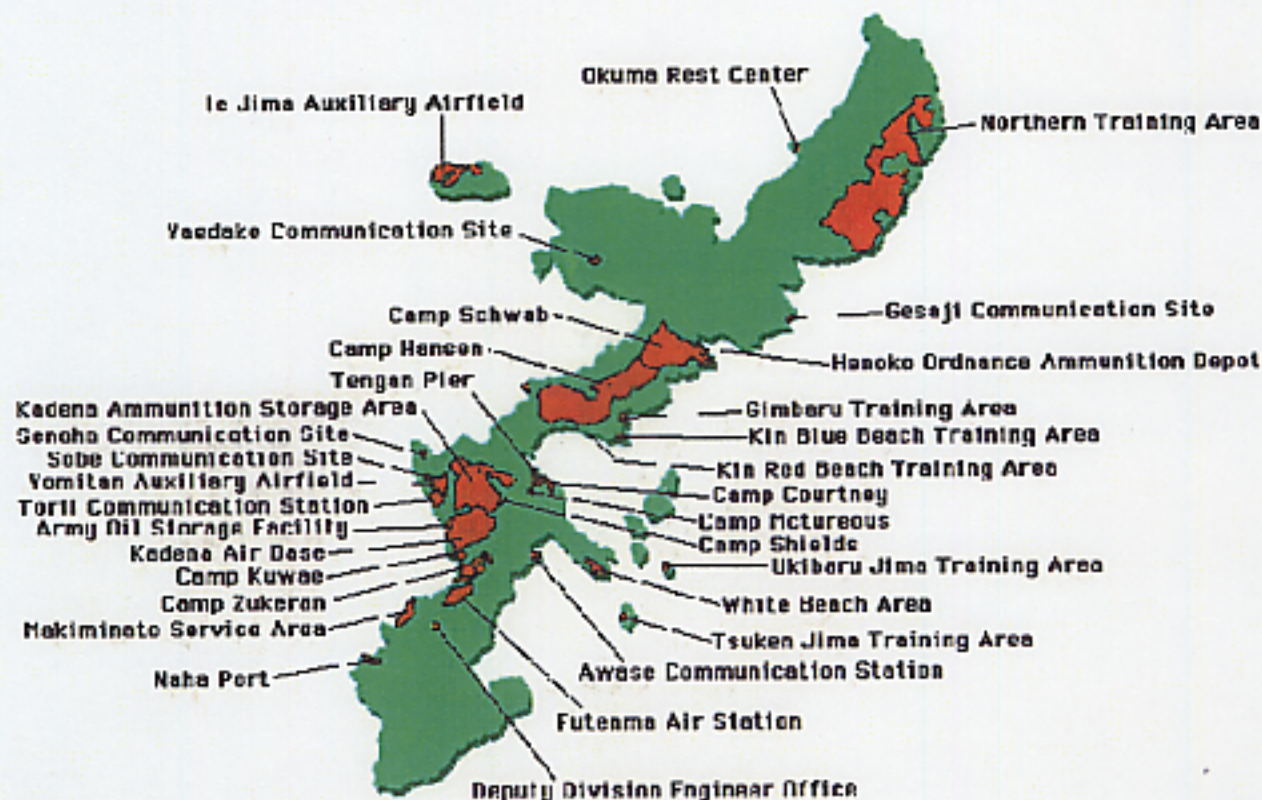 Okuma Rest Center
Ie Jima Auxiliary Airfield
Northern Training Area
Yaedake Communication Site
Gesaji Communication Site
Camp Schwab
Camp Hansen
Henoko Ordnance Ammunition Depot
Tengan Pier
Kadena Ammunition Storage Area
Gimbaru Training Area
Senaha Communication Site
Kin Blue Beach Training Area
Sobe Communication Site
Kin Red Beach Training Area
Yomitan Auxiliary Airfield
Camp Courtney
Torii Communication Station
Camp Mctureous
Army Oil Storage Facility
Camp Shields
Kadena Air Base
Ukibaru Jima Training Area
Camp Kuwae
Camp Zukeran
White Beach Area
Makiminato Service Area
Tsuken Jima Training Area
Awase Communication Station
Naha Port
Futenma Air Station
Deputy Division Engineer Office